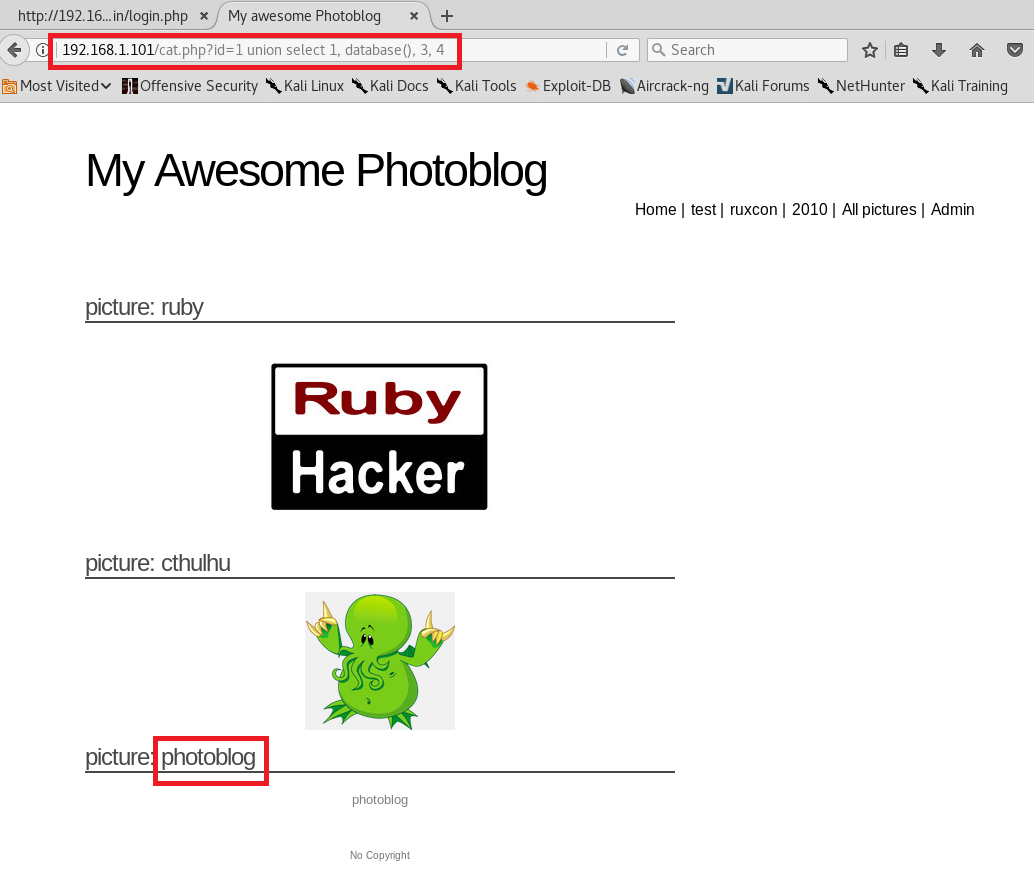 http://192.16...in/login.php × My awesome Photoblog × +
192.168.1.101/cat.php?id=1 union select 1, database(), 3, 4 Search
Most Visited Offensive Security Kali Linux Kali Docs Kali Tools Exploit-DB Aircrack-ng Kali Forums NetHunter Kali Training
My Awesome Photoblog
Home | test | ruxcon | 2010 | All pictures | Admin
picture: ruby
Ruby
Hacker
picture: cthulhu
picture: photoblog
photoblog
No Copyright